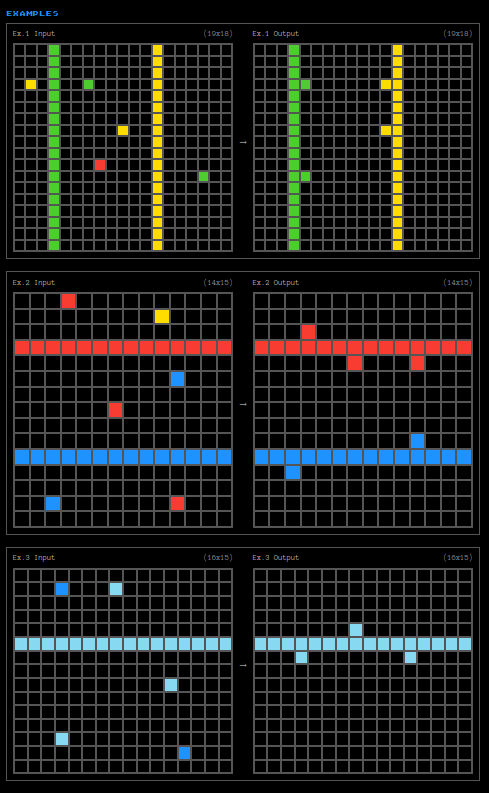 EXAMPLES
Ex.1 Input (19x18) Ex.1 Output (19x18)
→
Ex.2 Input (14x15) Ex.2 Output (14x15)
→
Ex.3 Input (16x15) Ex.3 Output (16x15)
→